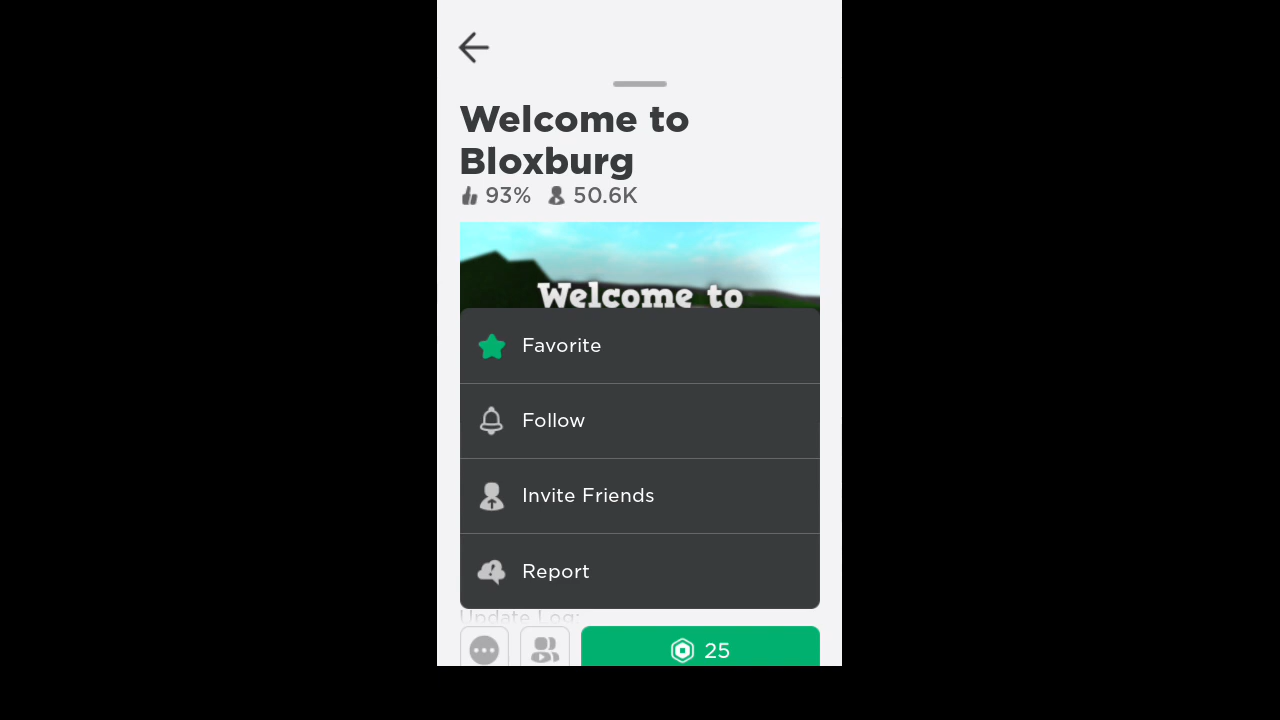 Welcome to
Bloxburg
93% 50.6K
Welcome to
Favorite
Follow
Invite Friends
Report
Update Log:
25